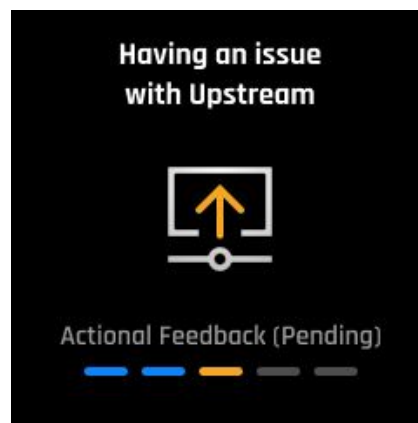 Having an issue
with Upstream
Actional Feedback (Pending)